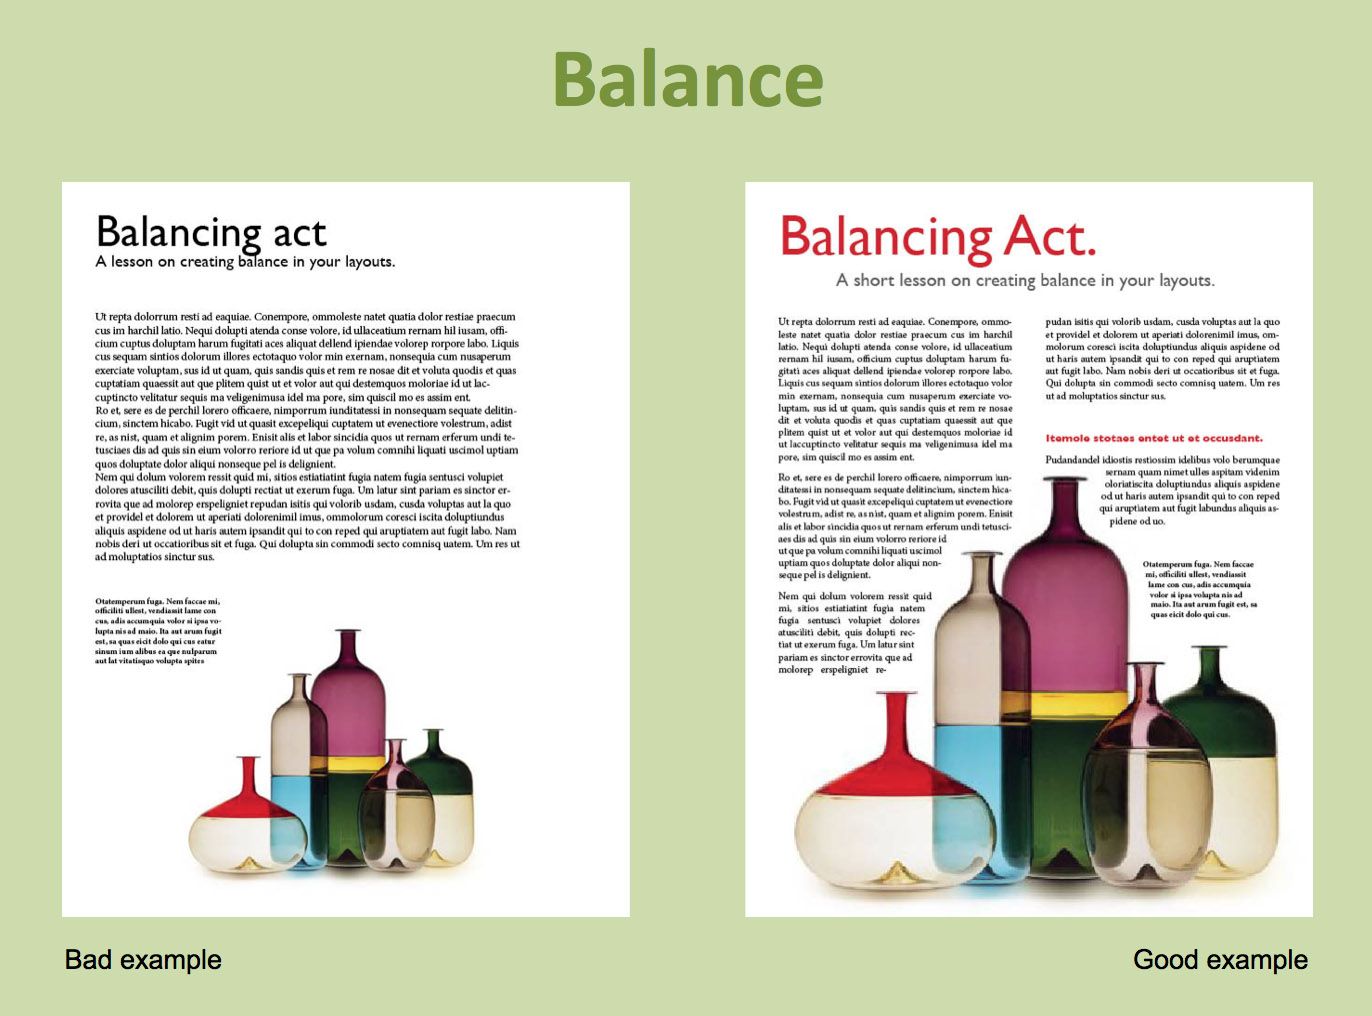 Balance
Balancing act
A lesson on creating balance in your layouts.
Ut repta dolorrum resti ad eaquiae. Conempore, ommoleste natet quatia dolor restiae praecum
cus im harchil latio. Nequi dolupti atenda conse volore, id ullaceatium rernam hil iusam, offi-
cium cuptus doluptam harum fugitati aces aliquat dellend ipiendae volorep rorpore labo. Liquis
cus sequam sintios dolorum illores ectotaquo volor min exernam, nonsequia cum nusaperum
exerciate voluptam, sus id ut quam, quis sandis quis et rem re nosae dit et voluta quodis et quas
cuptatiam quaessit aut que plitem quist ut et volor aut qui destemquos moloriae id ut lac-
cuptincto velitatur sequis ma veligenimusa idel ma pore, sim quiscil mo es assim ent.
Ro et, sere es de perchil lorero officaere, nimporrum iunditatessi in nonsequam sequate delitin-
cium, sinctem hicabo. Fugit vid ut quasit excepeliqui cuptatem ut evenectiore volestrum, adist
re, as nist, quam et alignim porem. Enisit alis et labor sincidia quos ut rernam erferum undi te-
tusciaes dis ad quis sin eium volorro reriore id ut que pa volum comnihi liquati uscimol uptiam
quos doluptate dolor aliqui nonseque pel is delignient.
Nem qui dolum volorem ressit quid mi, sitios estiatiatint fugia natem fugia sentusci volupiet
dolores atusciliti debit, quis dolupti rectiat ut exerum fuga. Um latur sint pariam es sinctor er-
rovita que ad molorep erspeligniet repudan isitis qui volorib usdam, cusda voluptas aut la quo
et providel et dolorem ut aperiati dolorenimil imus, ommolorum coresci iscita doluptiundus
aliquis aspidene od ut haris autem ipsandit qui to con reped qui aruptiatem aut fugit labo. Nam
nobis deri ut occatioribus sit et fuga. Qui dolupta sin commodi secto comnisq uatem. Um res ut
ad moluptatios sinctur sus.
Otatemperum fuga. Nem faccae mi,
officiliti ullest, vendiassit lame con
cus, adis accumquia volor si ipsa vo-
lupta nis ad maio. Ita aut arum fugit
est, sa quas eicit dolo qui cus eatur
sinum ium alibus ea que nulparum
aut lat vitatisquo volupta spites
Bad example
Balancing Act.
A short lesson on creating balance in your layouts.
Ut repta dolorrum resti ad eaquiae. Conempore, ommo-
leste natet quatia dolor restiae praecum cus im harchil
latio. Nequi dolupti atenda conse volore, id ullaceatium
rernam hil iusam, officium cuptus doluptam harum fu-
gitati aces aliquat dellend ipiendae volorep rorpore labo.
Liquis cus sequam sintios dolorum illores ectotaquo volor
min exernam, nonsequia cum nusaperum exerciate vo-
luptam, sus id ut quam, quis sandis quis et rem re nosae
dit et voluta quodis et quas cuptatiam quaessit aut que
plitem quist ut et volor aut qui destemquos moloriae id
ut laccuptincto velitatur sequis ma veligenimusa idel ma
pore, sim quiscil mo es assim ent.
Ro et, sere es de perchil lorero officaere, nimporrum iun-
ditatessi in nonsequam sequate delitincium, sinctem hica-
bo. Fugit vid ut quasit excepeliqui cuptatem ut evenectiore
volestrum, adist re, as nist, quam et alignim porem. Enisit
alis et labor sincidia quos ut rernam erferum undi tetusci-
aes dis ad quis sin eium volorro reriore id
ut que pa volum comnihi liquati uscimol
uptiam quos doluptate dolor aliqui non-
seque pel is delignient.
Nem qui dolum volorem ressit quid
mi, sitios estiatiatint fugia natem
fugia sentusci volupiet dolores
atusciliti debit, quis dolupti rec-
tiat ut exerum fuga. Um latur sint
pariam es sinctor errovita que ad
molorep erspeligniet re-
pudan isitis qui volorib usdam, cusda voluptas aut la quo
et providel et dolorem ut aperiati dolorenimil imus, om-
molorum coresci iscita doluptiundus aliquis aspidene od
ut haris autem ipsandit qui to con reped qui aruptiatem
aut fugit labo. Nam nobis deri ut occatioribus sit et fuga.
Qui dolupta sin commodi secto comnisq uatem. Um res
ut ad moluptatios sinctur sus.
Itemole stotaes entet ut et occusdant.
Pudandandel idiostis restiossim idelibus volo berumquae
sernam quam nimet ulles aspitam videnim
oloriatiscita doluptiundus aliquis aspidene
od ut haris autem ipsandit qui to con reped
qui aruptiatem aut fugit labundus aliquis as-
pidene od uo.
Otatemperum fuga. Nem faccae
mi, officiliti ullest, vendiassit
lame con cus, adis accumquia
volor si ipsa volupta nis ad
maio. Ita aut arum fugit est, sa
quas eicit dolo qui cus.
Good example